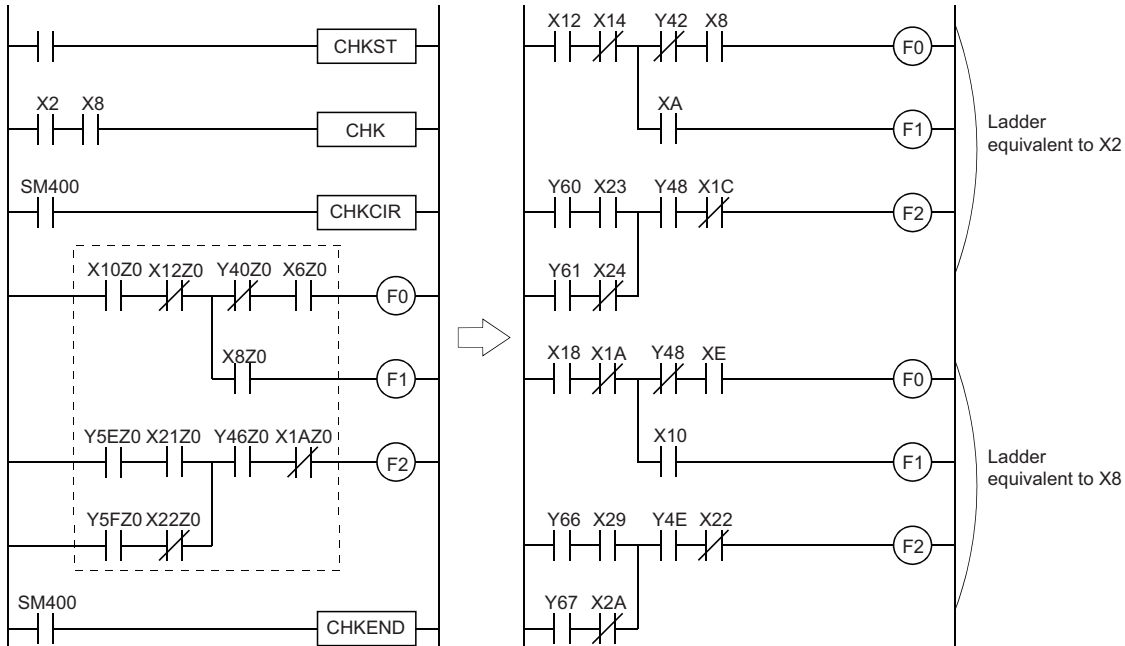 CHKST
X2 X8
CHK
SM400
CHKCIR
X10Z0 X12Z0 Y40Z0 X6Z0
F0
X8Z0
F1
Y5EZ0 X21Z0 Y46Z0 X1AZ0
F2
Y5FZ0 X22Z0
SM400
CHKEND
X12 X14 Y42 X8
F0
XA
F1
Ladder
equivalent to X2
Y60 X23 Y48 X1C
F2
Y61 X24
X18 X1A Y48 XE
F0
X10
F1
Ladder
equivalent to X8
Y66 X29 Y4E X22
F2
Y67 X2A